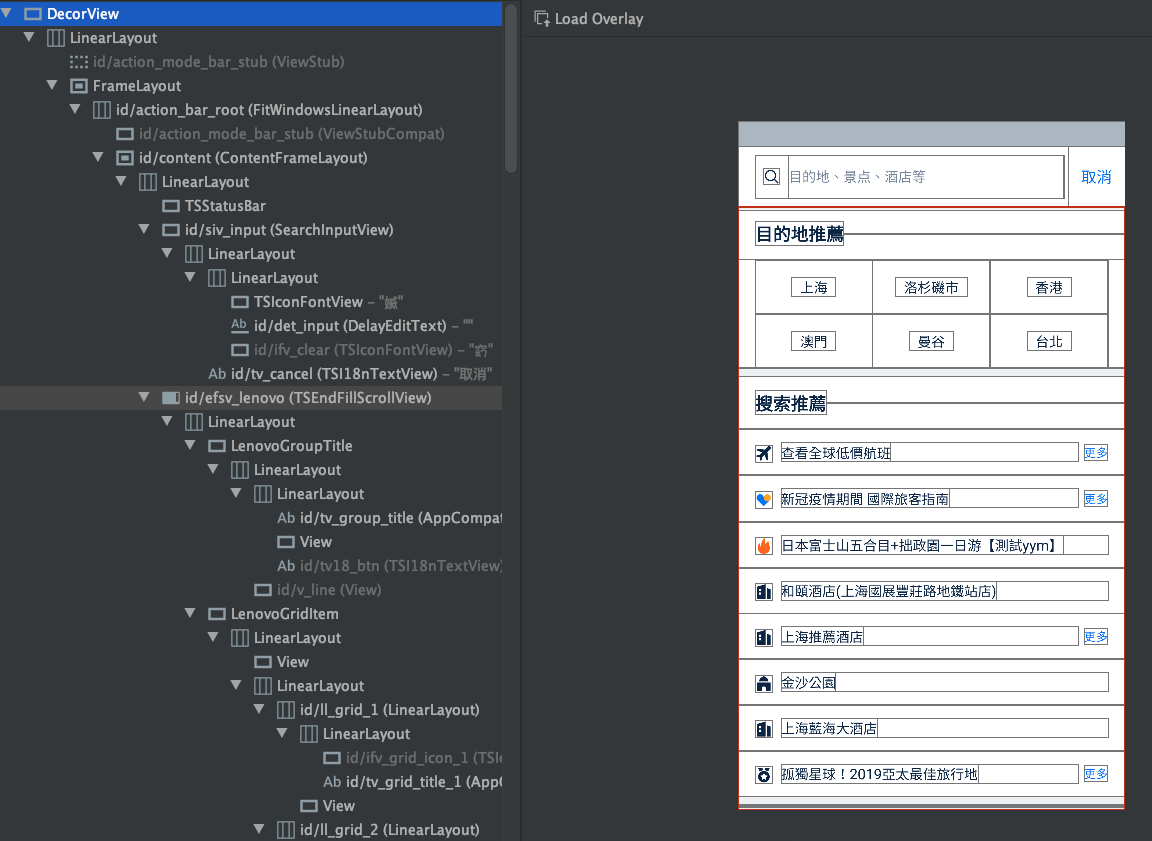 DecorView
LinearLayout
id/action_mode_bar_stub (ViewStub)
FrameLayout
id/action_bar_root (FitWindowsLinearLayout)
id/action_mode_bar_stub (ViewStubCompat)
id/content (ContentFrameLayout)
LinearLayout
TSStatusBar
id/siv_input (SearchInputView)
LinearLayout
LinearLayout
TSIconFontView – "
Ab id/det_input (DelayEditText) – ""
id/ifv_clear (TSIconFontView) – "
Ab id/tv_cancel (TSI18nTextView) – "取消"
id/efsv_lenovo (TSEndFillScrollView)
LinearLayout
LenovoGroupTitle
LinearLayout
LinearLayout
Ab id/tv_group_title (AppCompat
View
Ab id/tv18_btn (TSI18nTextView)
id/v_line (View)
LenovoGridItem
LinearLayout
View
LinearLayout
id/ll_grid_1 (LinearLayout)
LinearLayout
id/ifv_grid_icon_1 (TSIc
Ab id/tv_grid_title_1 (AppC
View
id/ll_grid_2 (LinearLayout)
Load Overlay
目的地、景点、酒店等 取消
目的地推薦
上海 洛杉磯市 香港
澳門 曼谷 台北
搜索推薦
查看全球低價航班 更多
新冠疫情期間 國際旅客指南 更多
日本富士山五合目+拙政園一日游【測試yym】
和頤酒店(上海國展豐莊路地鐵站店)
上海推薦酒店 更多
金沙公園
上海藍海大酒店
孤獨星球！2019亞太最佳旅行地 更多